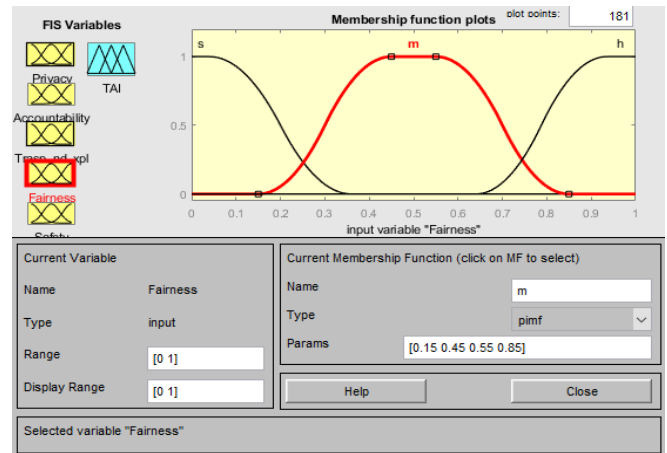 FIS Variables
Membership function plots
plot points:
181
Privacy
TAI
Accountability
Trasp_nd_xpl
Fairness
Safety
s
m
h
1
0.5
0
0 0.1 0.2 0.3 0.4 0.5 0.6 0.7 0.8 0.9 1
input variable "Fairness"
Current Variable
Name Fairness
Type input
Range [0 1]
Display Range [0 1]
Current Membership Function (click on MF to select)
Name m
Type pimf
Params [0.15 0.45 0.55 0.85]
Help
Close
Selected variable "Fairness"